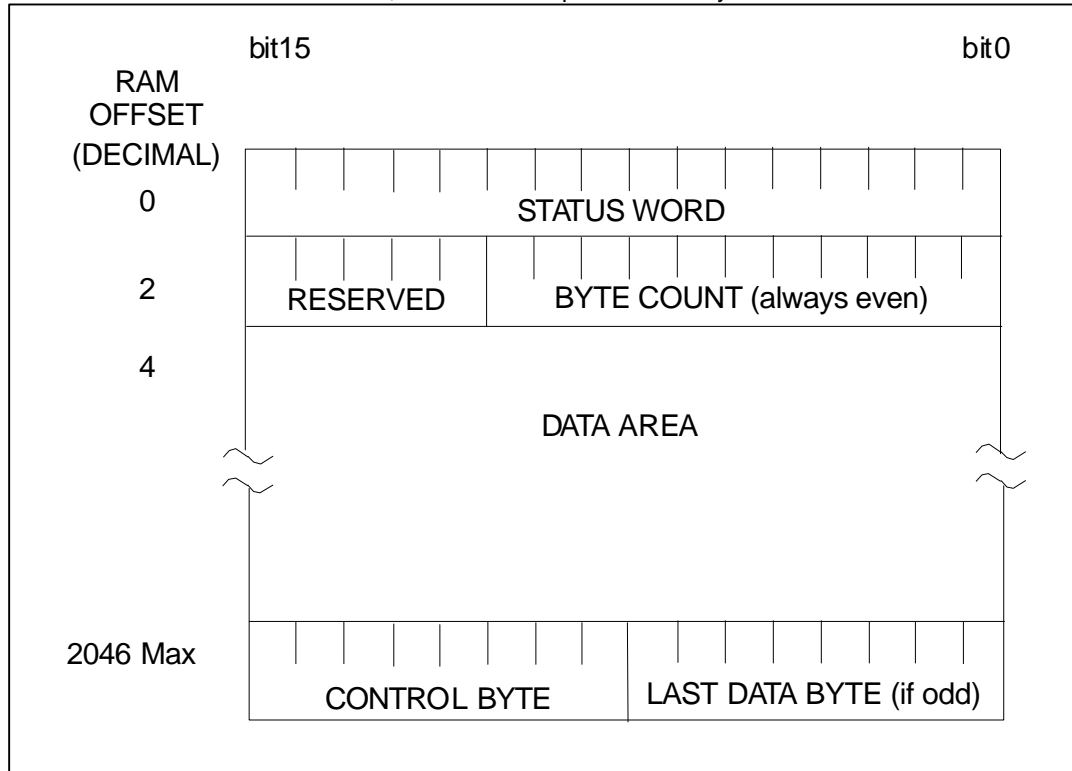 bit15 bit0
RAM
OFFSET
(DECIMAL)
0 STATUS WORD
2 RESERVED BYTE COUNT (always even)
4
DATA AREA
2046 Max
CONTROL BYTE LAST DATA BYTE (if odd)